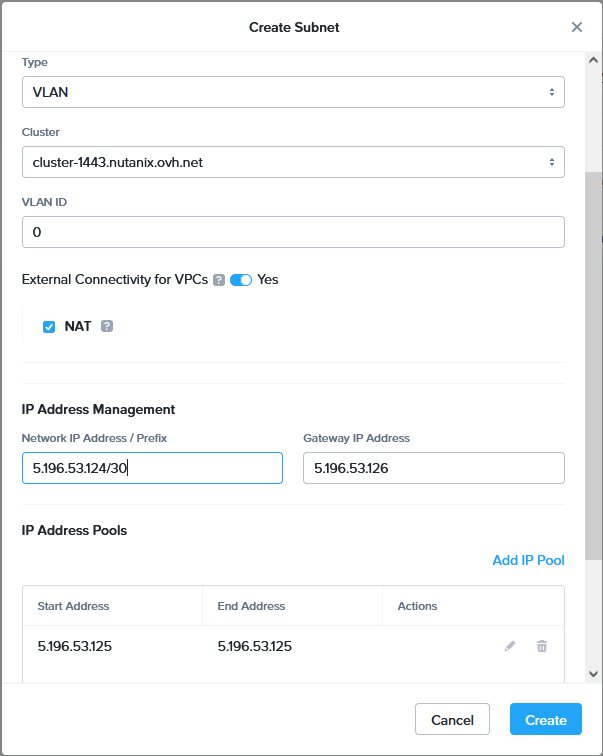 Create Subnet
Type
VLAN
Cluster
cluster-1443.nutanix.ovh.net
VLAN ID
0
External Connectivity for VPCs ? Yes
NAT ?
IP Address Management
Network IP Address / Prefix Gateway IP Address
5.196.53.124/30 5.196.53.126
IP Address Pools
Add IP Pool
Start Address End Address Actions
5.196.53.125 5.196.53.125
Cancel Create